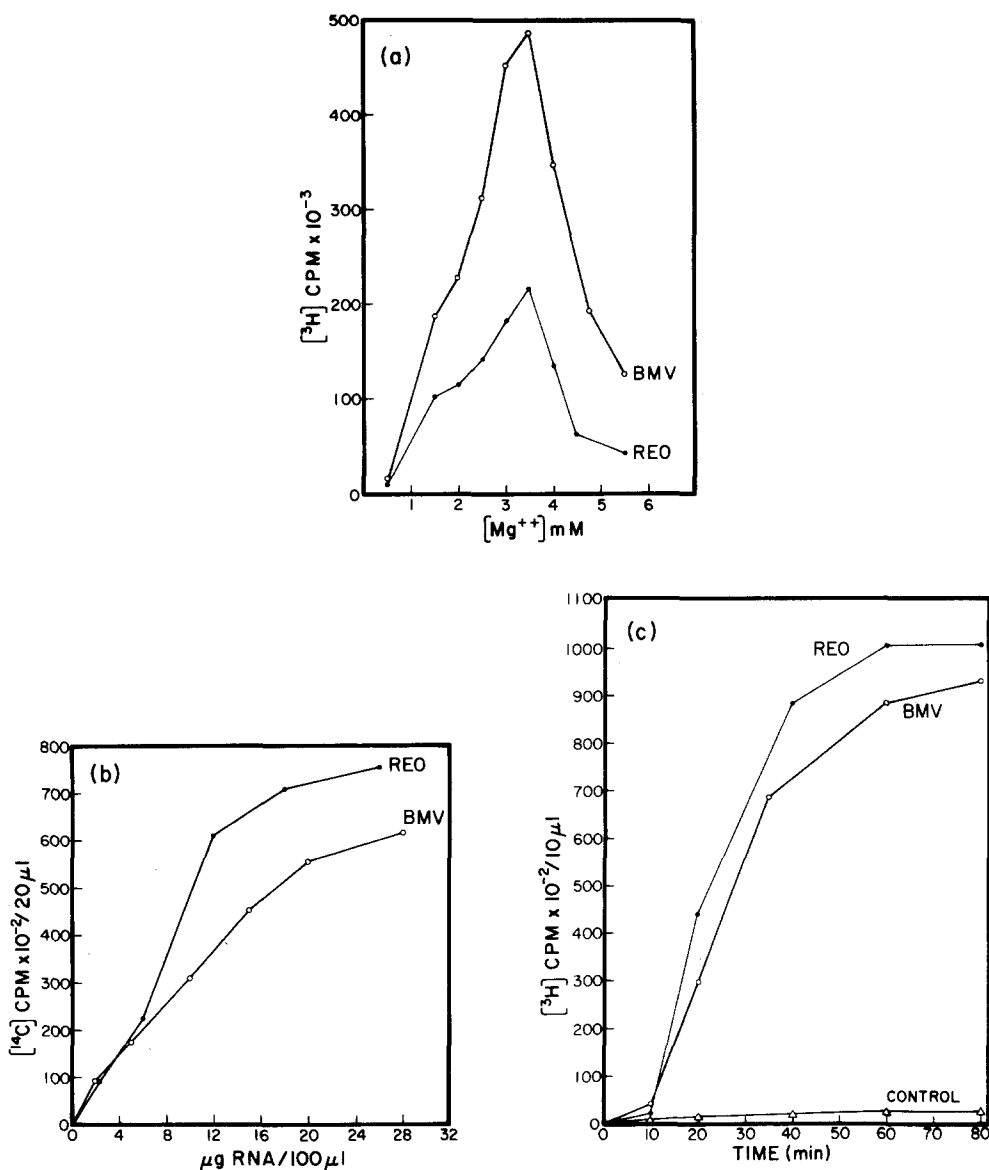 (a)
500
400
300
200
100
0
[³H] CPM x 10⁻³
BMV
REO
1 2 3 4 5 6
[Mg⁺⁺] mM
(b)
800
700
600
500
400
300
200
100
0
[¹⁴C] CPM x10⁻²/20μl
REO
BMV
0 4 8 12 16 20 24 28 32
μg RNA/100μl
(c)
1100
1000
900
800
700
600
500
400
300
200
100
0
[³H] CPM x 10⁻²/10μl
REO
BMV
CONTROL
0 10 20 30 40 50 60 70 80
TIME (min)